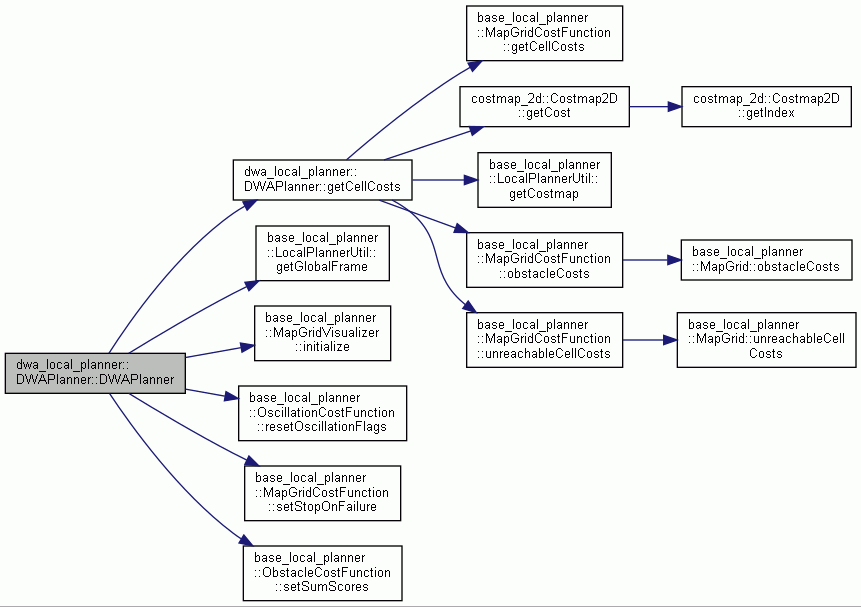 base_local_planner
::MapGridCostFunction
::getCellCosts
costmap_2d::Costmap2D
::getCost
costmap_2d::Costmap2D
::getIndex
dwa_local_planner::
DWAPlanner::getCellCosts
base_local_planner
::LocalPlannerUtil::
getCostmap
base_local_planner
::LocalPlannerUtil::
getGlobalFrame
base_local_planner
::MapGridCostFunction
::obstacleCosts
base_local_planner
::MapGrid::obstacleCosts
base_local_planner
::MapGridVisualizer
::initialize
base_local_planner
::MapGridCostFunction
::unreachableCellCosts
base_local_planner
::MapGrid::unreachableCell
Costs
dwa_local_planner::
DWAPlanner::DWAPlanner
base_local_planner
::OscillationCostFunction
::resetOscillationFlags
base_local_planner
::MapGridCostFunction
::setStopOnFailure
base_local_planner
::ObstacleCostFunction
::setSumScores